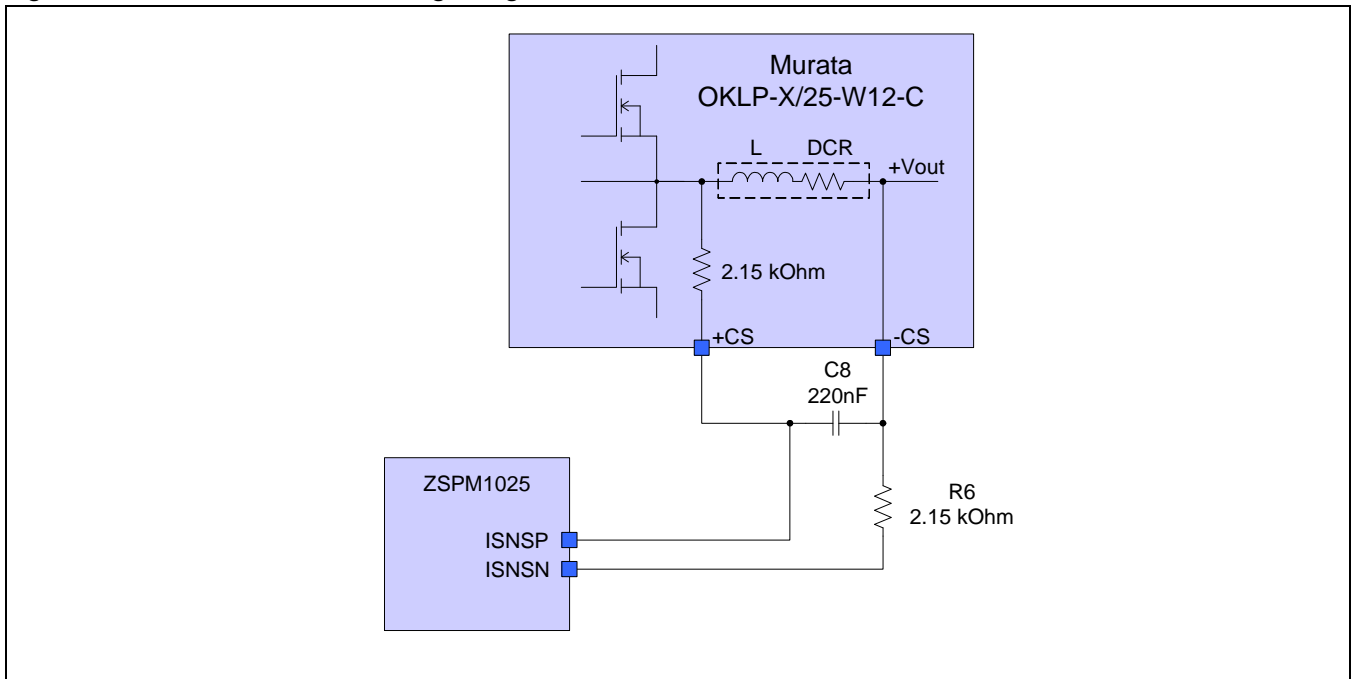 Murata
OKLP-X/25-W12-C
L
DCR
+Vout
2.15 kOhm
+CS
-CS
C8
220nF
ZSPM1025
R6
2.15 kOhm
ISNSP
ISNSN